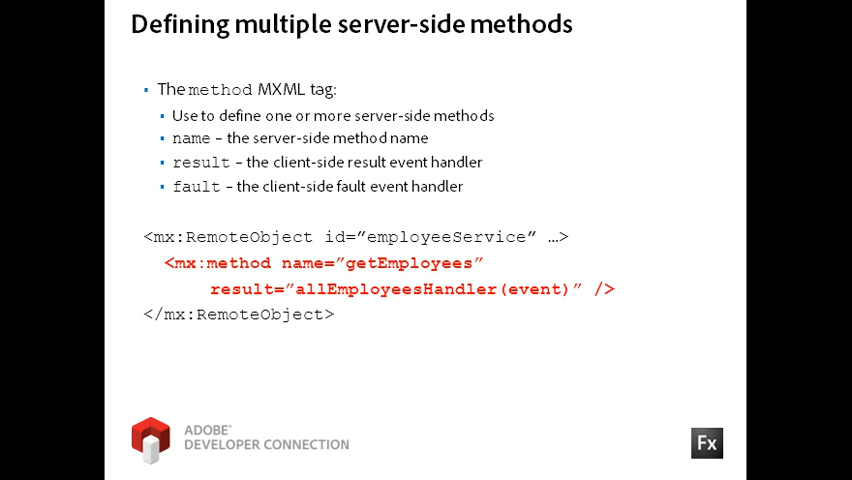 Defining multiple server-side methods
▪ The method MXML tag:
▪ Use to define one or more server-side methods
▪ name – the server-side method name
▪ result – the client-side result event handler
▪ fault – the client-side fault event handler
<mx:RemoteObject id=”employeeService” …>
<mx:method name=”getEmployees”
result=”allEmployeesHandler(event)” />
</mx:RemoteObject>
ADOBE®
DEVELOPER CONNECTION
Fx